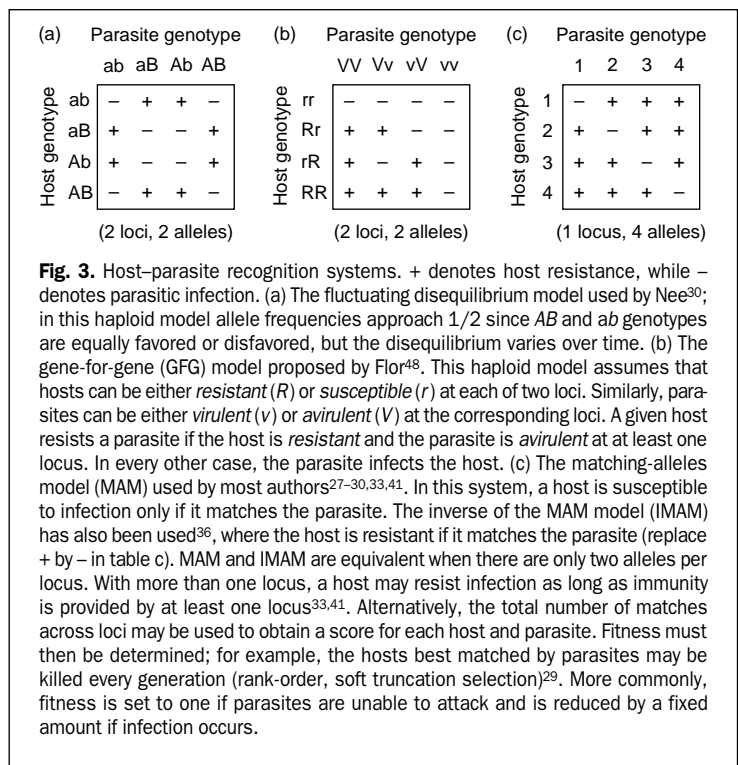 (a) Parasite genotype (b) Parasite genotype (c) Parasite genotype
ab aB Ab AB VV Vv vV vv 1 2 3 4
Host genotype Host genotype Host genotype
ab – + + – rr – – – – 1 – + + +
aB + – – + Rr + + – – 2 + – + +
Ab + – – + rR + – + – 3 + + – +
AB – + + – RR + + + – 4 + + + –
(2 loci, 2 alleles) (2 loci, 2 alleles) (1 locus, 4 alleles)
Fig. 3. Host–parasite recognition systems. + denotes host resistance, while –
denotes parasitic infection. (a) The fluctuating disequilibrium model used by Nee30;
in this haploid model allele frequencies approach 1/2 since AB and ab genotypes
are equally favored or disfavored, but the disequilibrium varies over time. (b) The
gene-for-gene (GFG) model proposed by Flor48. This haploid model assumes that
hosts can be either resistant (R) or susceptible (r) at each of two loci. Similarly, para-
sites can be either virulent (v) or avirulent (V) at the corresponding loci. A given host
resists a parasite if the host is resistant and the parasite is avirulent at at least one
locus. In every other case, the parasite infects the host. (c) The matching-alleles
model (MAM) used by most authors27–30,33,41. In this system, a host is susceptible
to infection only if it matches the parasite. The inverse of the MAM model (IMAM)
has also been used36, where the host is resistant if it matches the parasite (replace
+ by – in table c). MAM and IMAM are equivalent when there are only two alleles per
locus. With more than one locus, a host may resist infection as long as immunity
is provided by at least one locus33,41. Alternatively, the total number of matches
across loci may be used to obtain a score for each host and parasite. Fitness must
then be determined; for example, the hosts best matched by parasites may be
killed every generation (rank-order, soft truncation selection)29. More commonly,
fitness is set to one if parasites are unable to attack and is reduced by a fixed
amount if infection occurs.